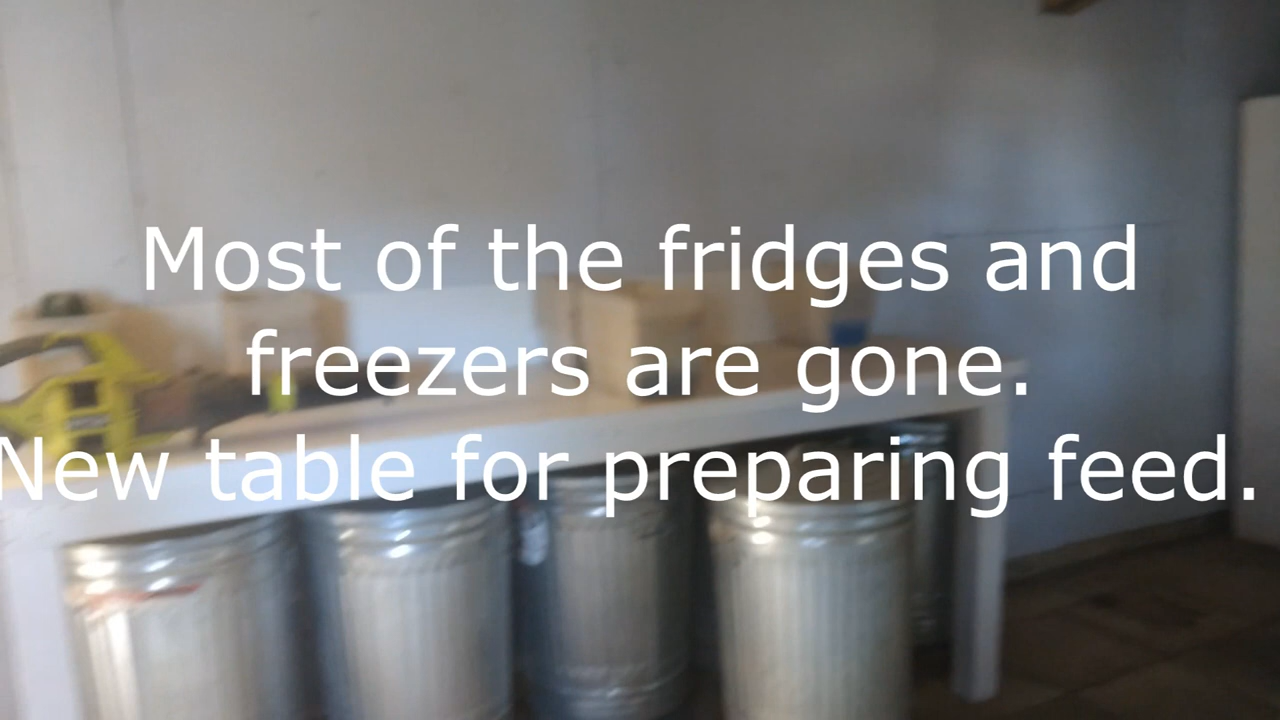 Most of the fridges and
freezers are gone.
New table for preparing feed.